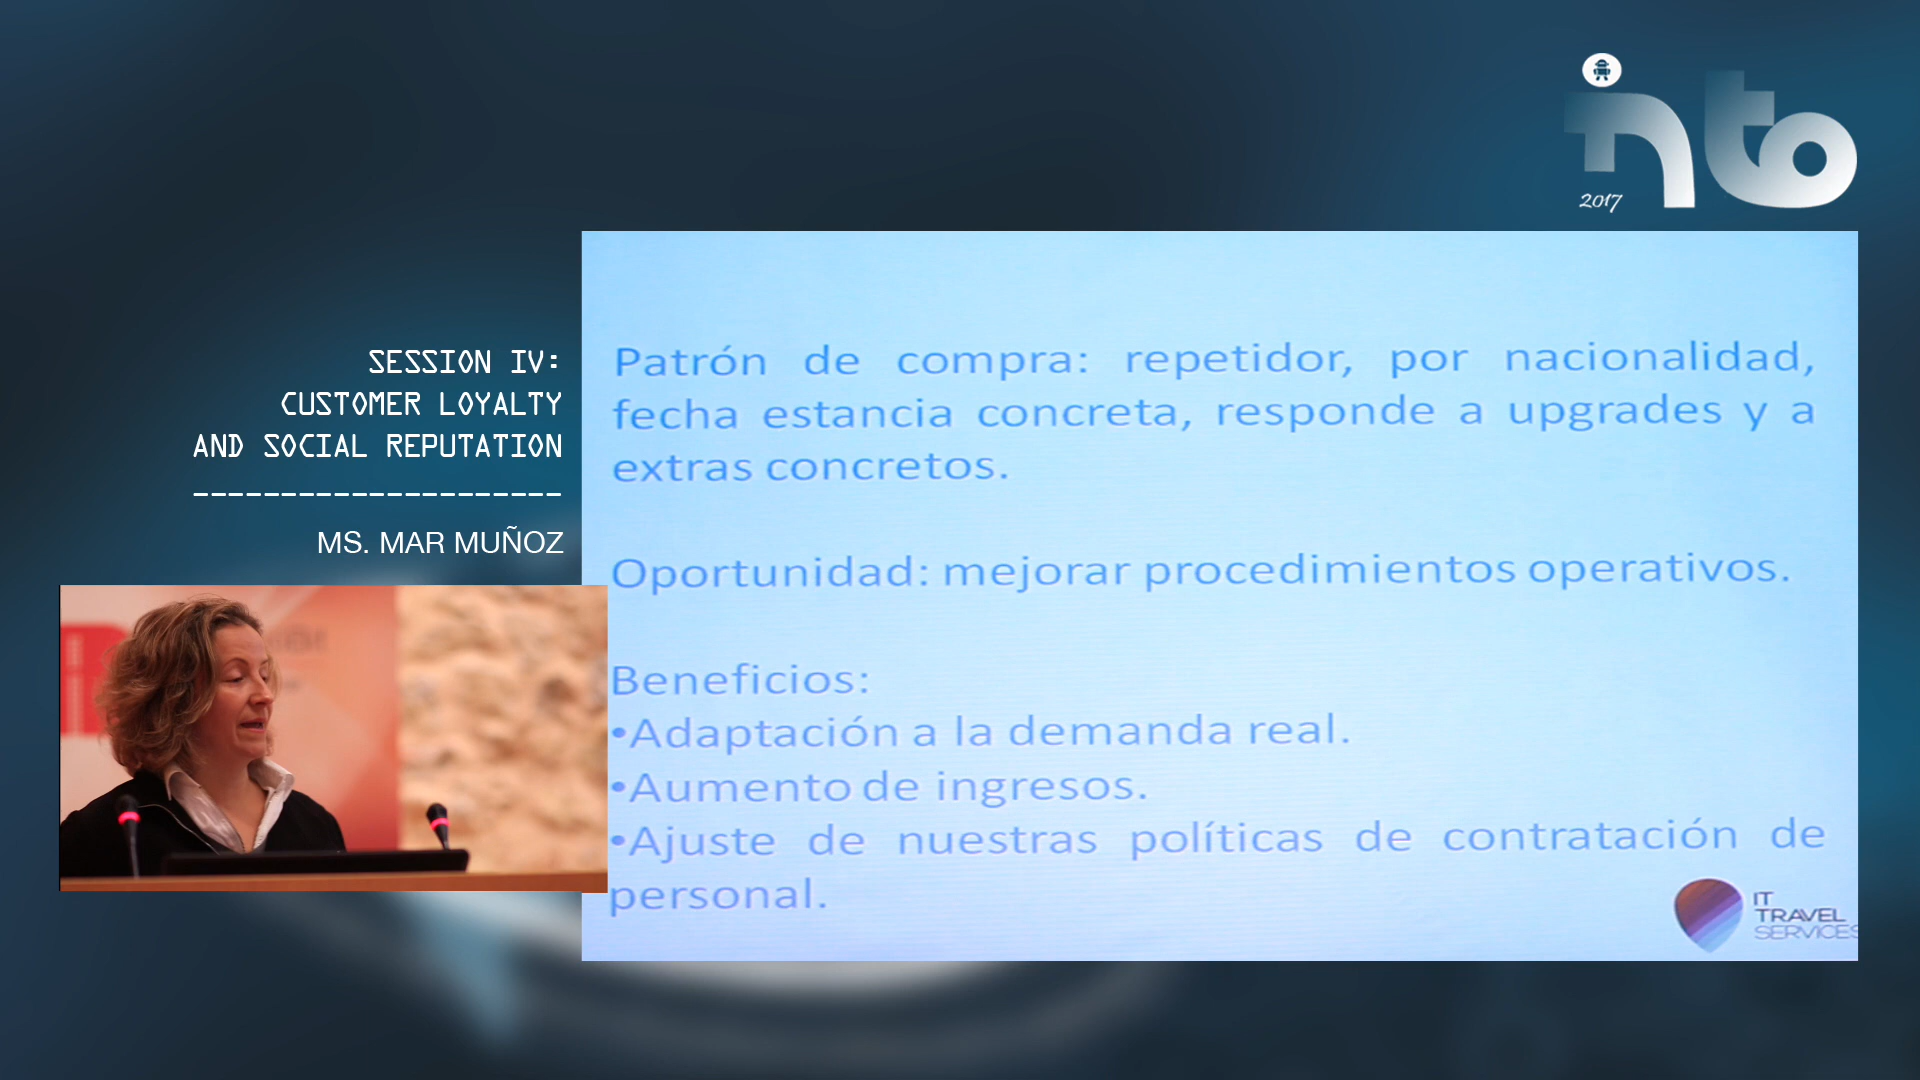 into
2017
SESSION IV:
CUSTOMER LOYALTY
AND SOCIAL REPUTATION
---------------------
MS. MAR MUÑOZ
Patrón de compra: repetidor, por nacionalidad,
fecha estancia concreta, responde a upgrades y a
extras concretos.
Oportunidad: mejorar procedimientos operativos.
Beneficios:
•Adaptación a la demanda real.
•Aumento de ingresos.
•Ajuste de nuestras políticas de contratación de
personal.
IT
TRAVEL
SERVICES